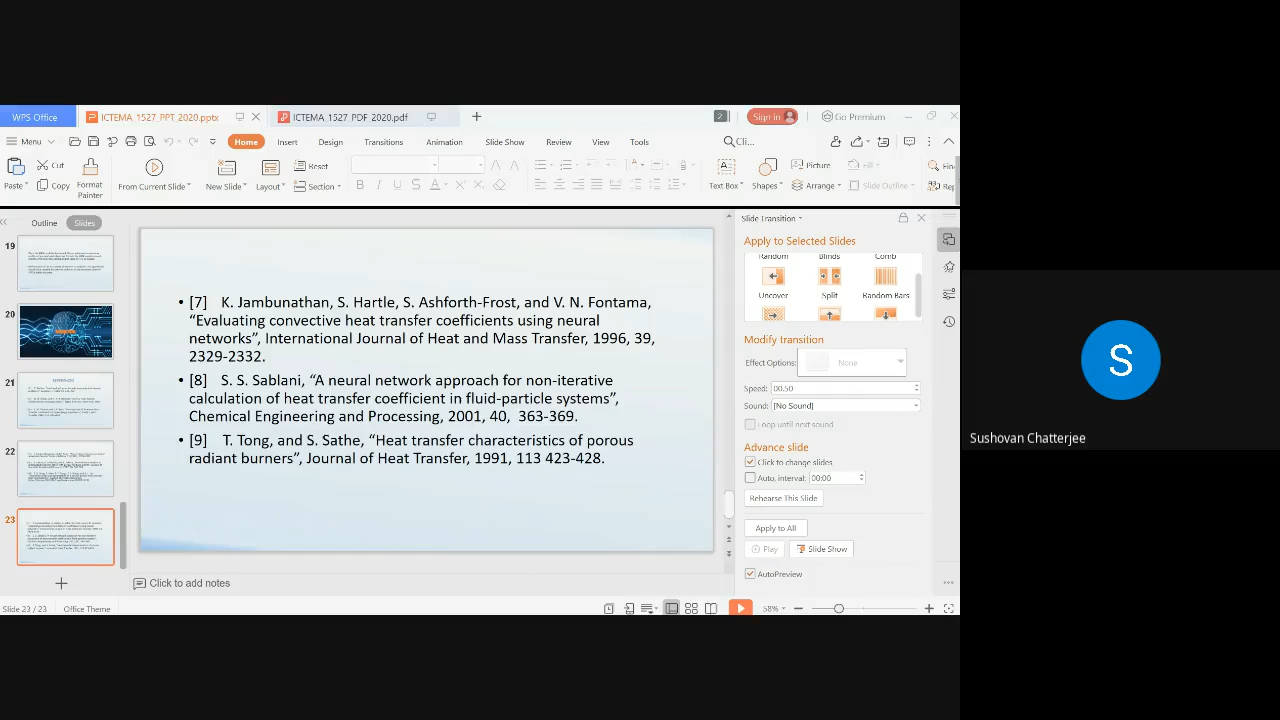 WPS Office
ICTEMA_1527_PPT_2020.pptx
ICTEMA_1527_PDF_2020.pdf
2
Sign in
Go Premium
Menu
Home
Insert
Design
Transitions
Animation
Slide Show
Review
View
Tools
Cli...
Paste
Cut
Copy
Format Painter
From Current Slide
New Slide
Layout
Reset
Section
B I U S A
Text Box
Shapes
Picture
Arrange
Fill
Slide Outline
Fin
Rep
Outline
Slides
19
20
21
22
23
• [7] K. Jambunathan, S. Hartle, S. Ashforth-Frost, and V. N. Fontama,
“Evaluating convective heat transfer coefficients using neural
networks”, International Journal of Heat and Mass Transfer, 1996, 39,
2329-2332.
• [8] S. S. Sablani, “A neural network approach for non-iterative
calculation of heat transfer coefficient in fluid-particle systems”,
Chemical Engineering and Processing, 2001, 40, 363-369.
• [9] T. Tong, and S. Sathe, “Heat transfer characteristics of porous
radiant burners”, Journal of Heat Transfer, 1991 113 423-428.
Slide Transition
Apply to Selected Slides
Random
Blinds
Comb
Uncover
Split
Random Bars
Modify transition
Effect Options:
None
Speed: 00.50
Sound: [No Sound]
Loop until next sound
Advance slide
Click to change slides
Auto, interval: 00:00
Rehearse This Slide
Apply to All
Play
Slide Show
AutoPreview
Click to add notes
Slide 23 / 23
Office Theme
58%
S
Sushovan Chatterjee